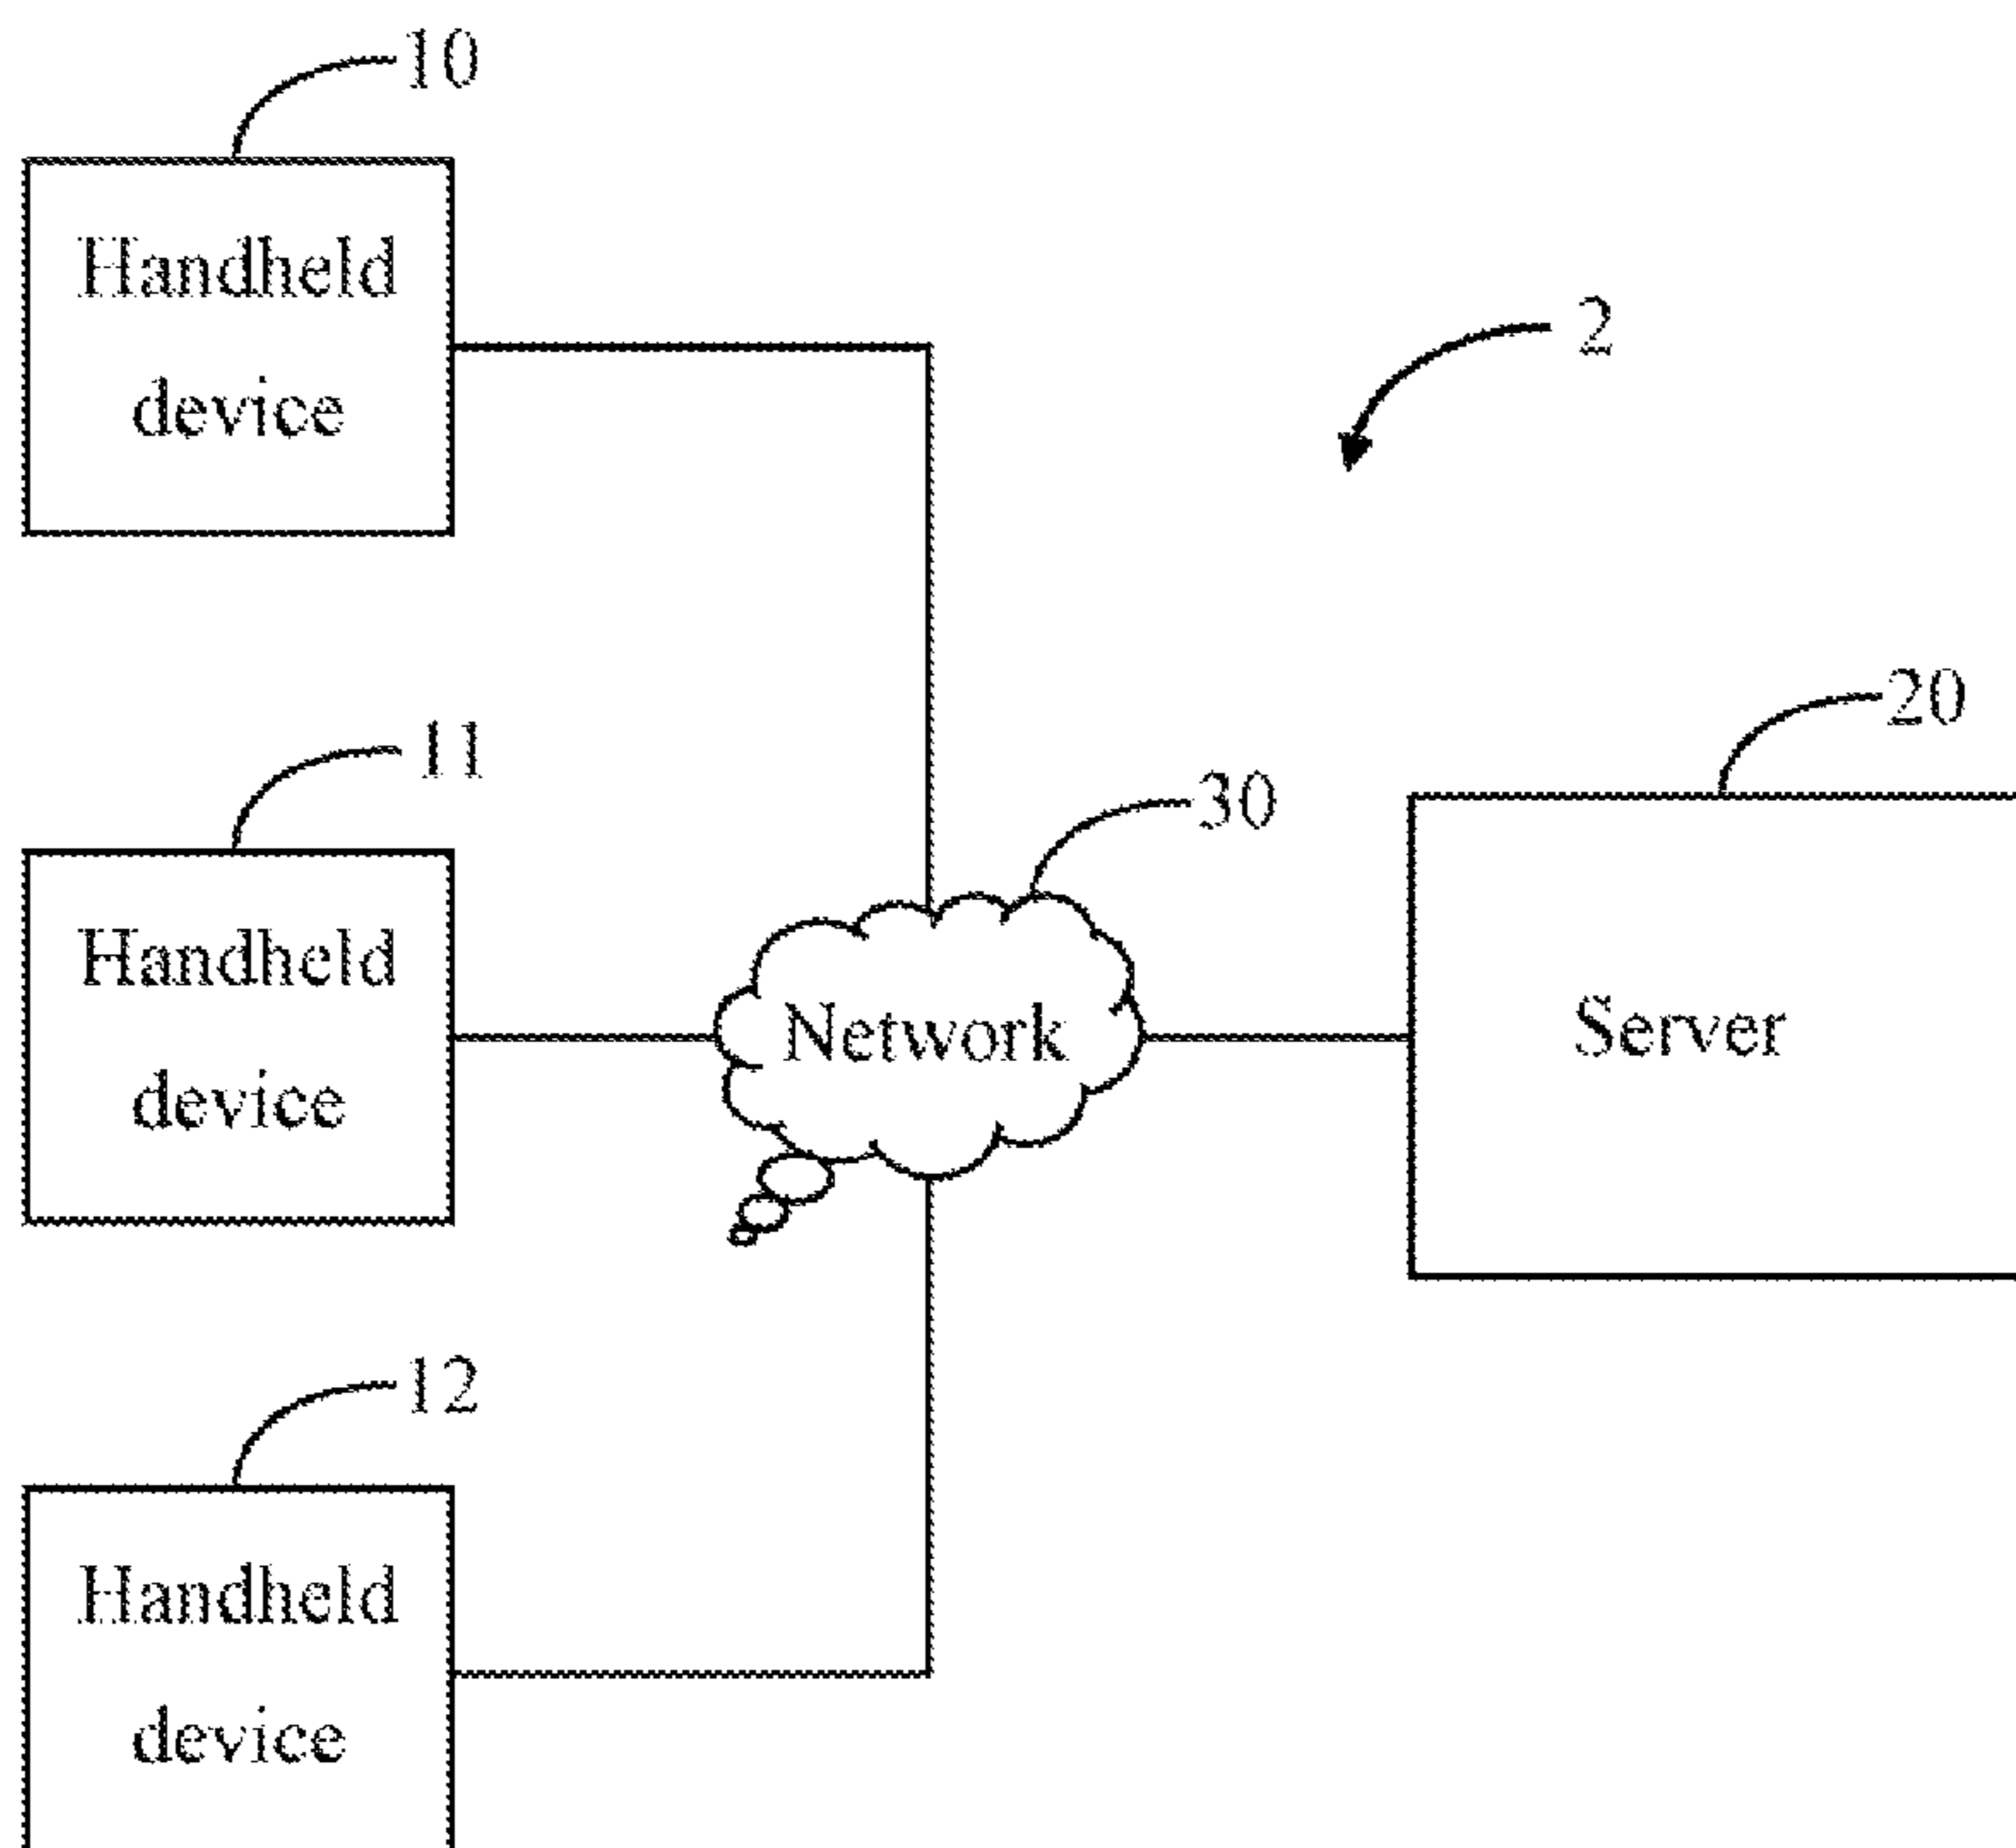 10
Handheld
device
2
11
20
30
Handheld
device
Network
Server
12
Handheld
device